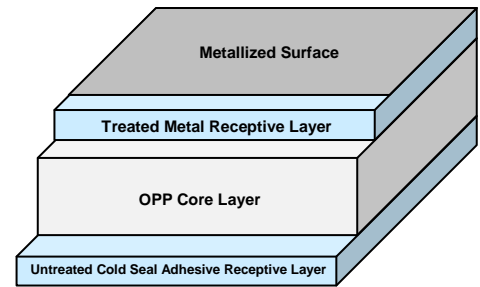 Metallized Surface
Treated Metal Receptive Layer
OPP Core Layer
Untreated Cold Seal Adhesive Receptive Layer